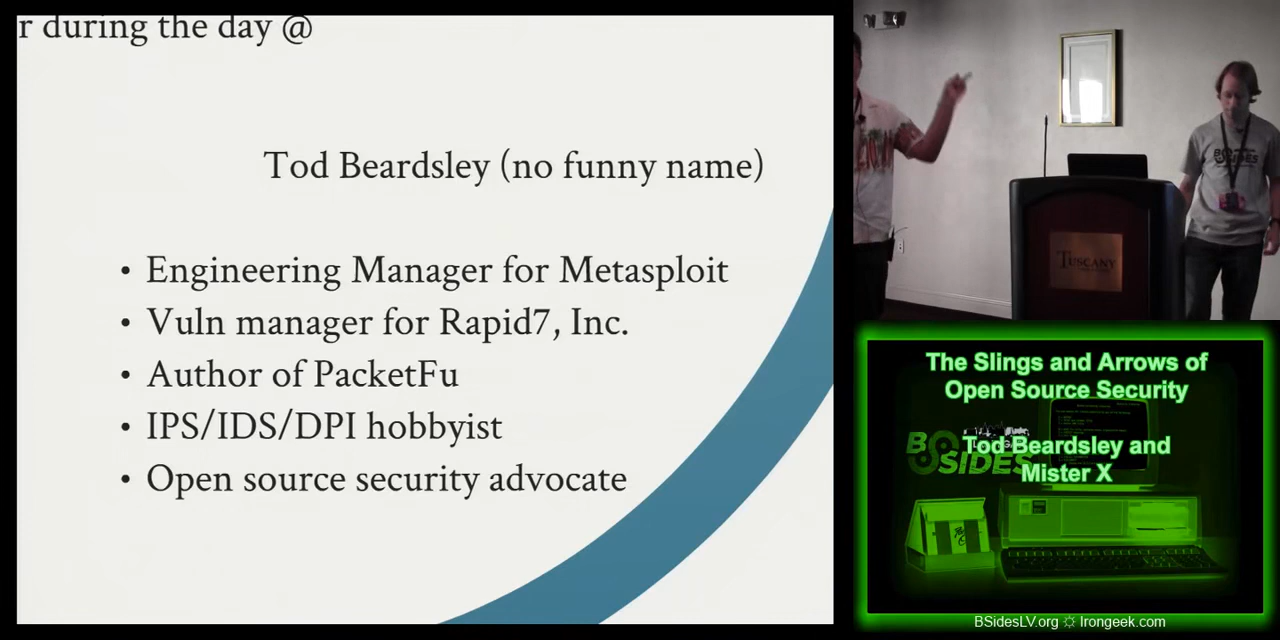 r during the day @
Tod Beardsley (no funny name)
• Engineering Manager for Metasploit
• Vuln manager for Rapid7, Inc.
• Author of PacketFu
• IPS/IDS/DPI hobbyist
• Open source security advocate
BSIDES
TUSCANY
The Slings and Arrows of
Open Source Security
BSIDES
Tod Beardsley and
Mister X
BSidesLV.org ☼ Irongeek.com